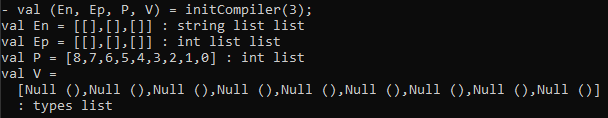 - val (En, Ep, P, V) = initCompiler(3);
val En = [[],[],[]] : string list list
val Ep = [[],[],[]] : int list list
val P = [8,7,6,5,4,3,2,1,0] : int list
val V =
  [Null (),Null (),Null (),Null (),Null (),Null (),Null (),Null (),Null ()]
  : types list